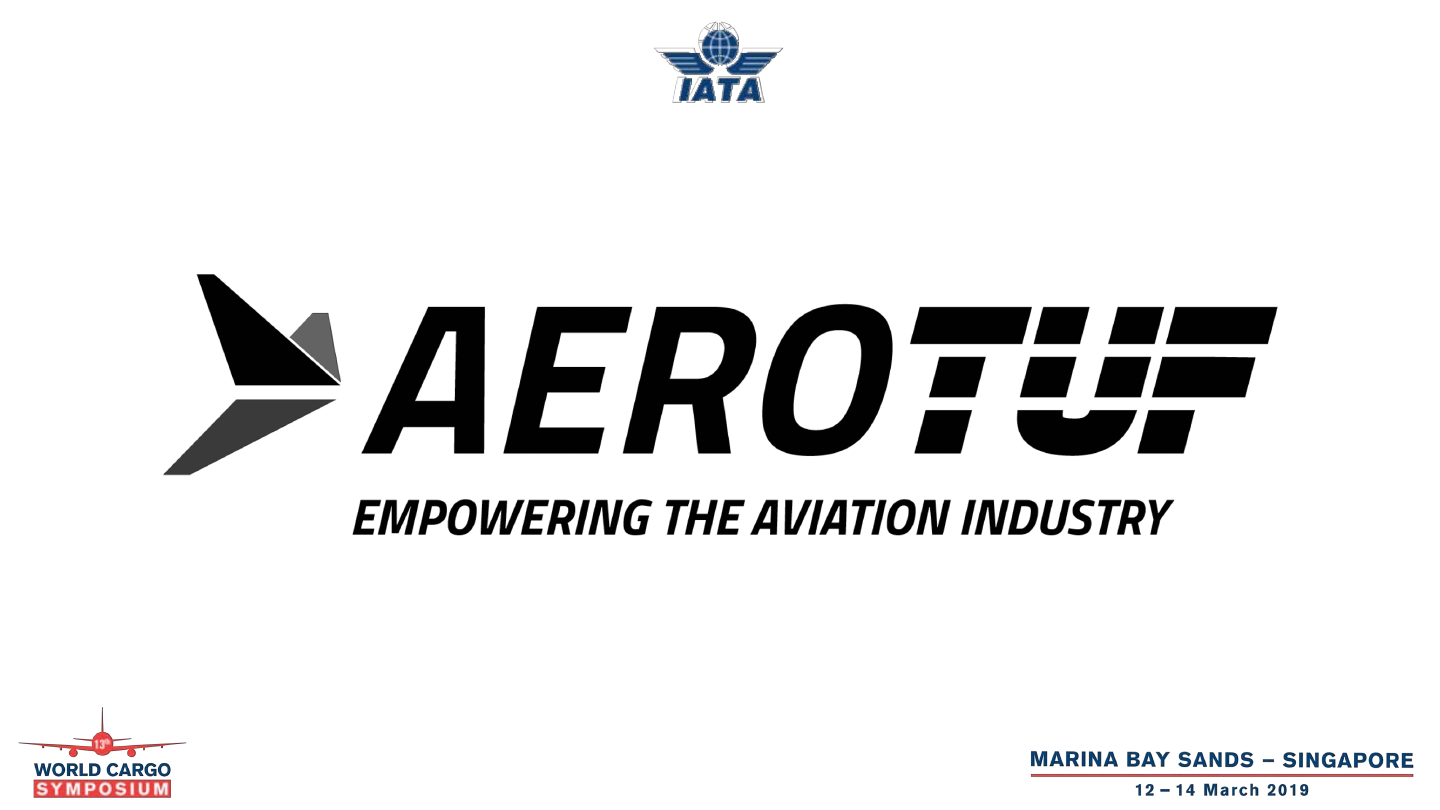 IATA
AEROTUF
EMPOWERING THE AVIATION INDUSTRY
13th
WORLD CARGO
SYMPOSIUM
MARINA BAY SANDS – SINGAPORE
12 – 14 March 2019